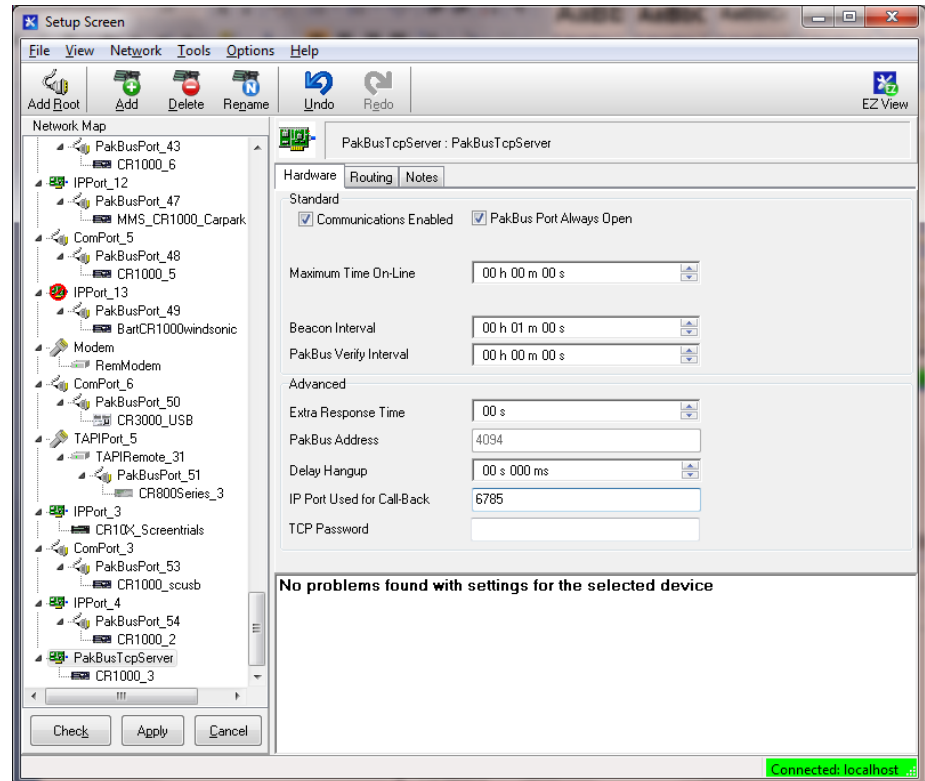 Setup Screen
File View Network Tools Options Help
Add Root Add Delete Rename Undo Redo EZ View
Network Map
PakBusPort_43
CR1000_6
IPPort_12
PakBusPort_47
MMS_CR1000_Carpark
ComPort_5
PakBusPort_48
CR1000_5
IPPort_13
PakBusPort_49
BartCR1000windsonic
Modem
RemModem
ComPort_6
PakBusPort_50
CR3000_USB
TAPIPort_5
TAPIRemote_31
PakBusPort_51
CR800Series_3
IPPort_3
CR10X_Screentrials
ComPort_3
PakBusPort_53
CR1000_scusb
IPPort_4
PakBusPort_54
CR1000_2
PakBusTcpServer
CR1000_3
Check Apply Cancel
PakBusTcpServer : PakBusTcpServer
Hardware Routing Notes
Standard
Communications Enabled PakBus Port Always Open
Maximum Time On-Line 00 h 00 m 00 s
Beacon Interval 00 h 01 m 00 s
PakBus Verify Interval 00 h 00 m 00 s
Advanced
Extra Response Time 00 s
PakBus Address 4094
Delay Hangup 00 s 000 ms
IP Port Used for Call-Back 6785
TCP Password
No problems found with settings for the selected device
Connected: localhost